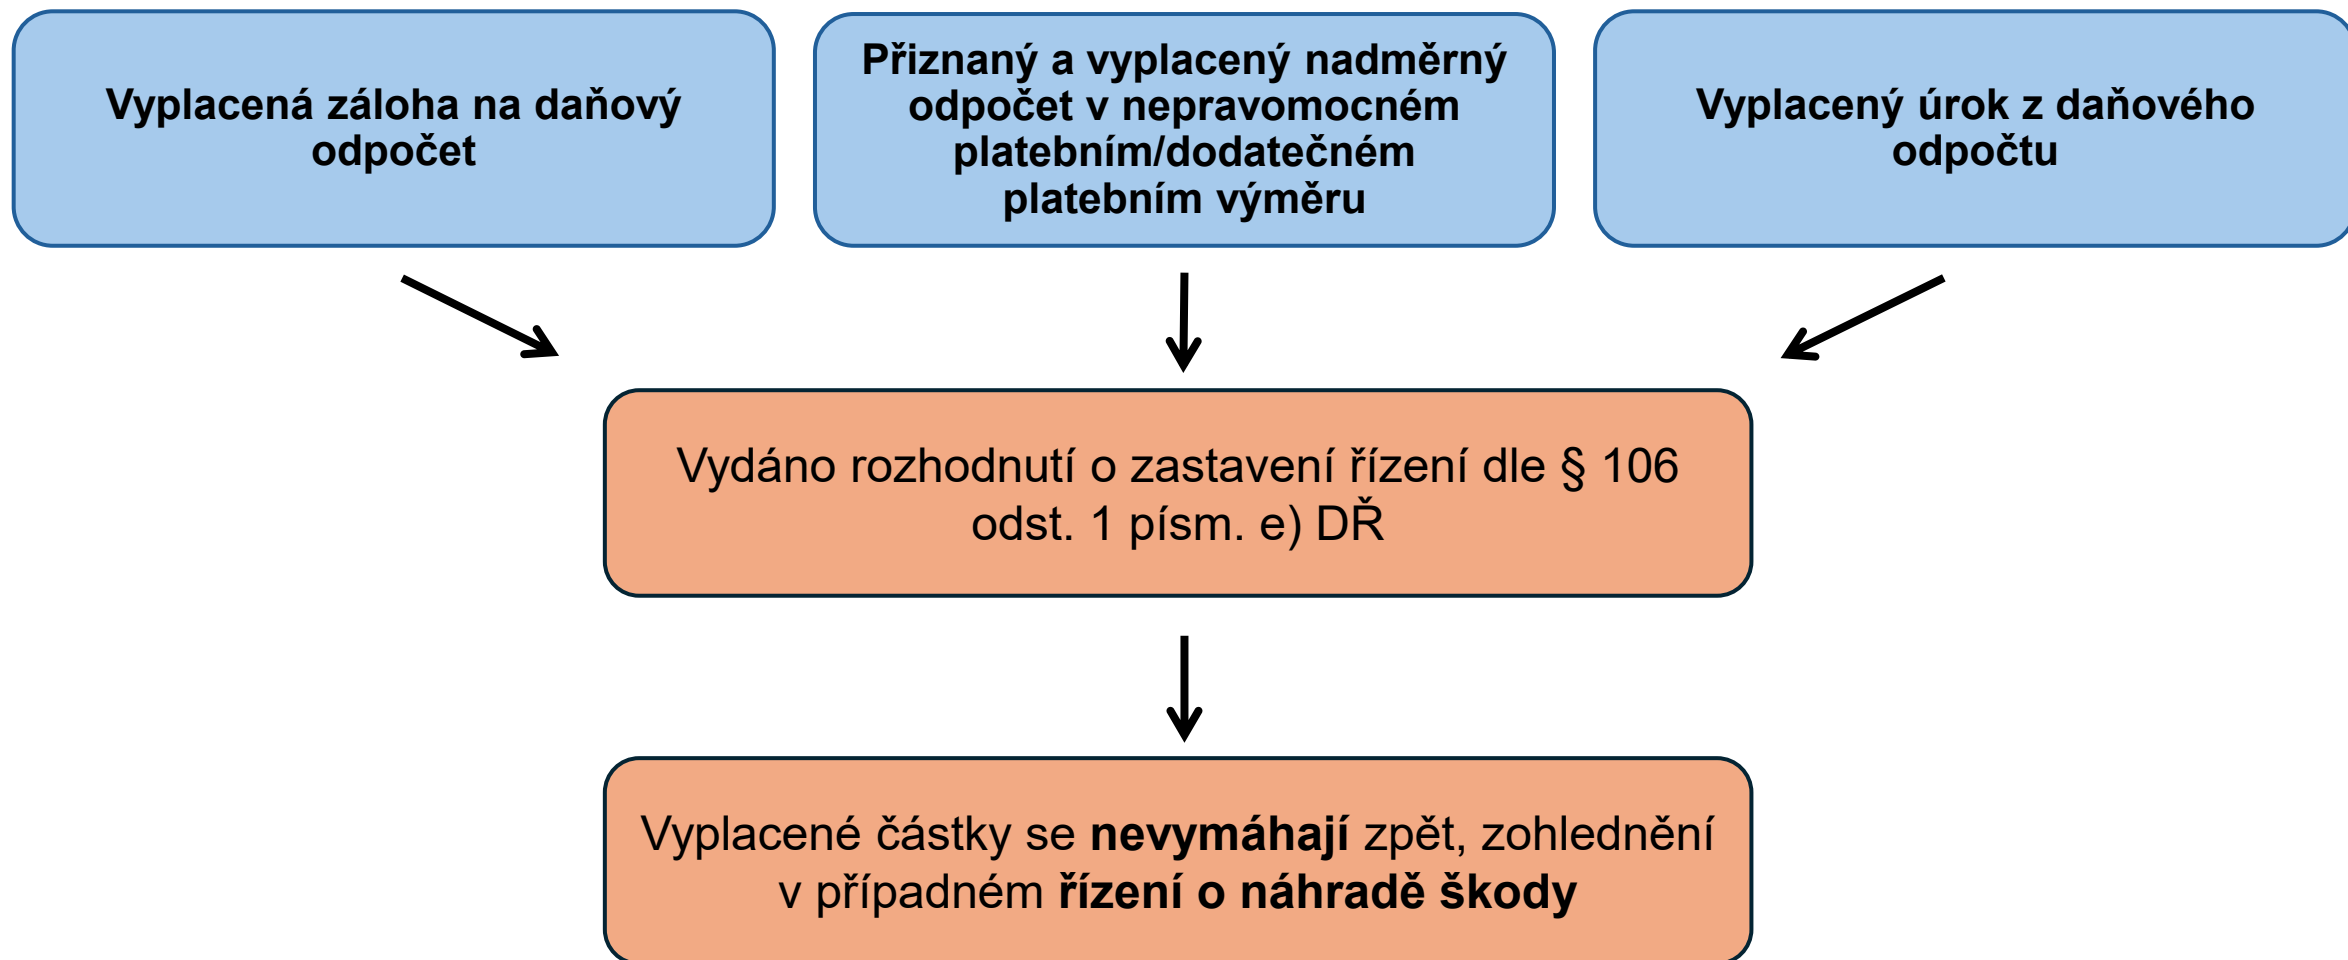 Vyplacená záloha na daňový
odpočet
Přiznaný a vyplacený nadměrný
odpočet v nepravomocném
platebním/dodatečném
platebním výměru
Vyplacený úrok z daňového
odpočtu
Vydáno rozhodnutí o zastavení řízení dle § 106
odst. 1 písm. e) DŘ
Vyplacené částky se nevymáhají zpět, zohlednění
v případném řízení o náhradě škody